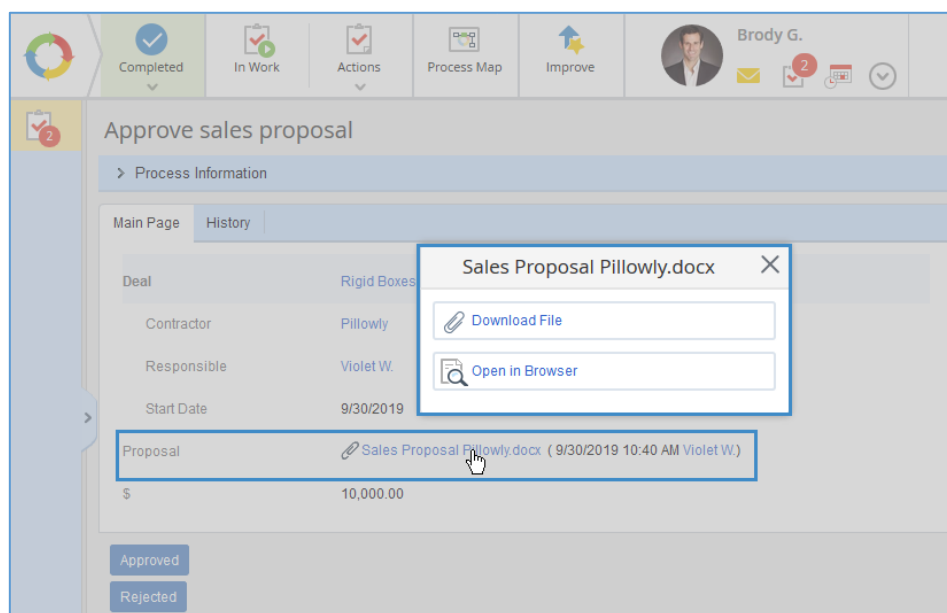 Completed
In Work
Actions
Process Map
Improve
Brody G.
2
2
Approve sales proposal
Process Information
Main Page History
Deal Rigid Boxes
Contractor Pillowly
Responsible Violet W.
Start Date 9/30/2019
Sales Proposal Pillowly.docx
Download File
Open in Browser
Proposal Sales Proposal Pillowly.docx ( 9/30/2019 10:40 AM Violet W.)
$ 10,000.00
Approved
Rejected